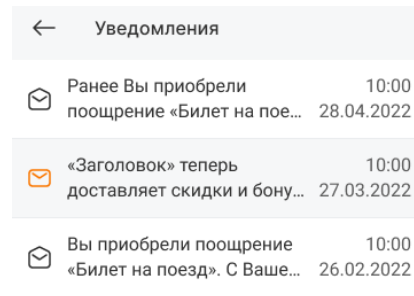 Уведомления
Ранее Вы приобрели 10:00
поощрение «Билет на пое... 28.04.2022
«Заголовок» теперь 10:00
доставляет скидки и бону... 27.03.2022
Вы приобрели поощрение 10:00
«Билет на поезд». С Ваше... 26.02.2022